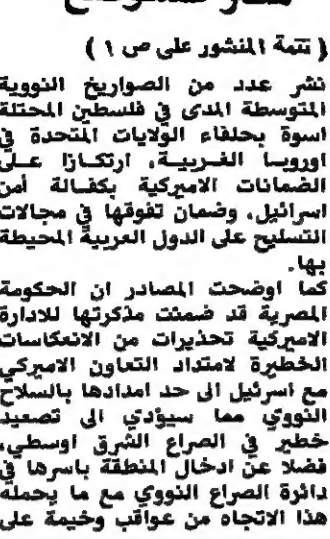 ( تتمة المنشور على ص ١ )
نشر عدد من الصواريخ النووية
المتوسطة المدى في فلسطين المحتلة
اسوة بحلفاء الولايات المتحدة في
اوروبا الغربية، ارتكازا على
الضمانات الاميركية بكفالة أمن
اسرائيل، وضمان تفوقها في مجالات
التسليح على الدول العربية المحيطة
بها.
كما اوضحت المصادر ان الحكومة
المصرية قد ضمنت مذكرتها للادارة
الاميركية تحذيرات من الانعكاسات
الخطيرة لامتداد التعاون الاميركي
مع اسرئيل الى حد امدادها بالسلاح
النووي مما سيؤدي الى تصعيد
خطير في الصراع الشرق اوسطي،
فضلا عن ادخال المنطقة باسرها في
دائرة الصراع النووي مع ما يحمله
هذا الاتجاه من عواقب وخيمة على